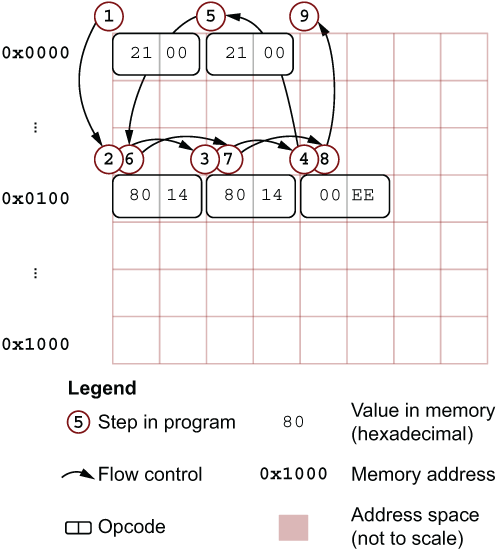 1 5 9
0x0000 21 00 21 00
...
2 6 3 7 4 8
0x0100 80 14 80 14 00 EE
...
0x1000
Legend
5 Step in program
80 Value in memory
(hexadecimal)
Flow control
0x1000 Memory address
Opcode
Address space
(not to scale)